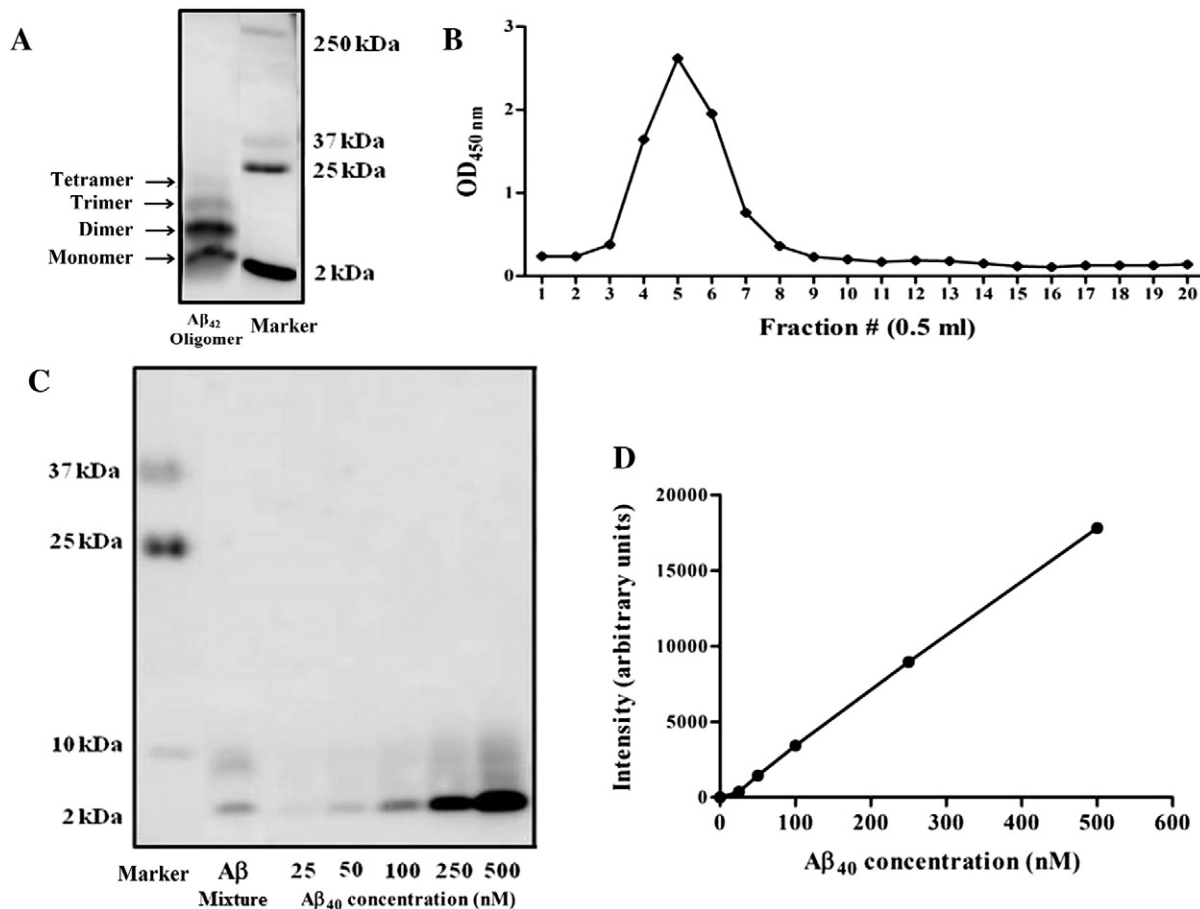 A
250 kDa
37 kDa
25 kDa
2 kDa
Tetramer
Trimer
Dimer
Monomer
Aβ₄₂
Oligomer
Marker
B
3
2
1
0
OD₄₅₀ nm
1 2 3 4 5 6 7 8 9 10 11 12 13 14 15 16 17 18 19 20
Fraction # (0.5 ml)
C
37 kDa
25 kDa
10 kDa
2 kDa
Marker
Aβ
Mixture
25 50 100 250 500
Aβ₄₀ concentration (nM)
D
20000
15000
10000
5000
0
Intensity (arbitrary units)
0 100 200 300 400 500 600
Aβ₄₀ concentration (nM)